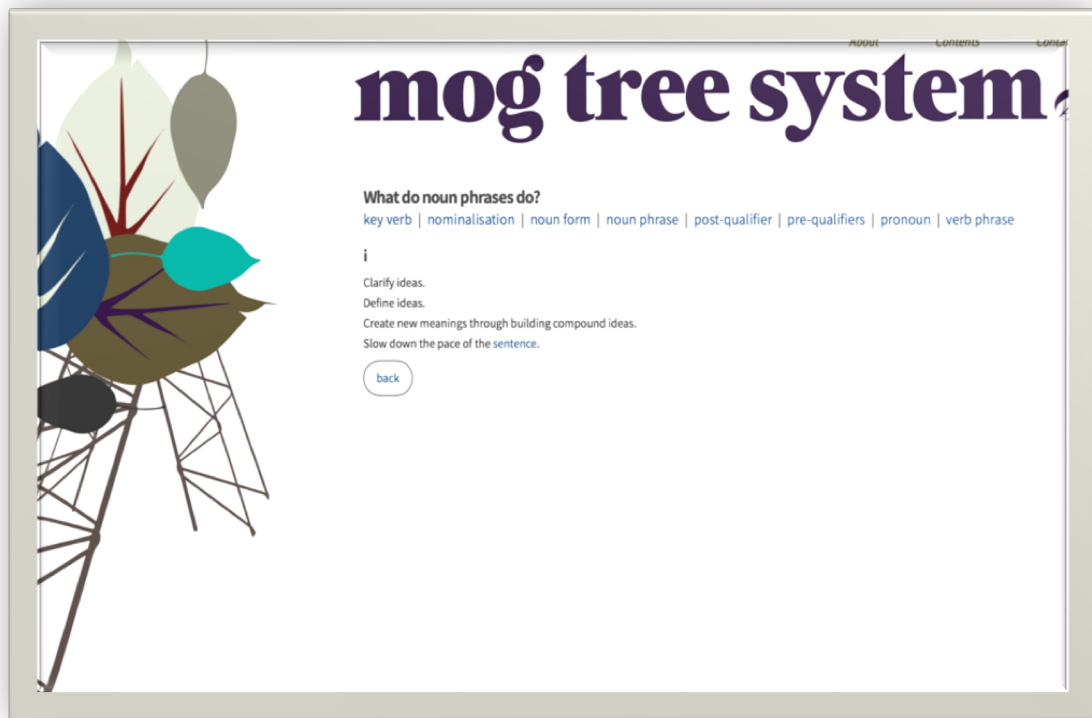 About Contents
mog tree system
What do noun phrases do?
key verb | nominalisation | noun form | noun phrase | post-qualifier | pre-qualifiers | pronoun | verb phrase
i
Clarify ideas.
Define ideas.
Create new meanings through building compound ideas.
Slow down the pace of the sentence.
back